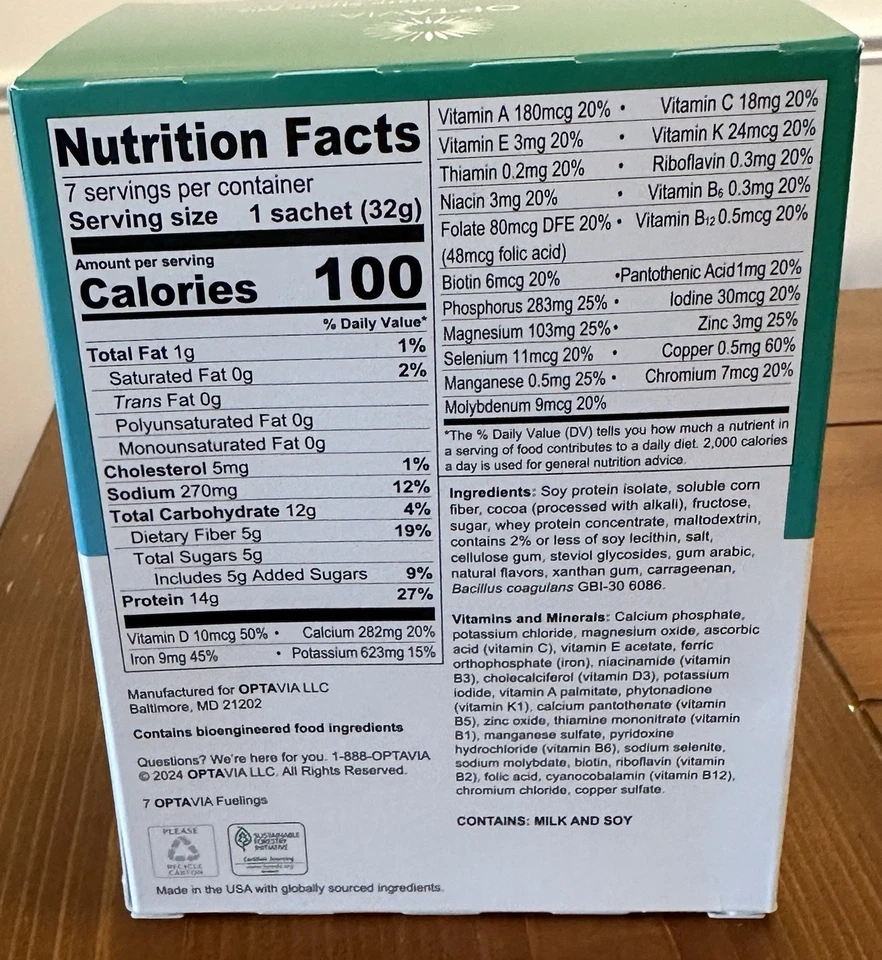 OPTAVIA
Nutrition Facts
7 servings per container
Serving size 1 sachet (32g)
Amount per serving
Calories 100
% Daily Value*
Total Fat 1g 1%
Saturated Fat 0g 2%
Trans Fat 0g
Polyunsaturated Fat 0g
Monounsaturated Fat 0g
Cholesterol 5mg 1%
Sodium 270mg 12%
Total Carbohydrate 12g 4%
Dietary Fiber 5g 19%
Total Sugars 5g
Includes 5g Added Sugars 9%
Protein 14g 27%
Vitamin D 10mcg 50% • Calcium 282mg 20%
Iron 9mg 45% • Potassium 623mg 15%
Vitamin A 180mcg 20% • Vitamin C 18mg 20%
Vitamin E 3mg 20% • Vitamin K 24mcg 20%
Thiamin 0.2mg 20% • Riboflavin 0.3mg 20%
Niacin 3mg 20% • Vitamin B6 0.3mg 20%
Folate 80mcg DFE 20% • Vitamin B12 0.5mcg 20%
(48mcg folic acid)
Biotin 6mcg 20% •Pantothenic Acid 1mg 20%
Phosphorus 283mg 25% • Iodine 30mcg 20%
Magnesium 103mg 25% • Zinc 3mg 25%
Selenium 11mcg 20% • Copper 0.5mg 60%
Manganese 0.5mg 25% • Chromium 7mcg 20%
Molybdenum 9mcg 20%
*The % Daily Value (DV) tells you how much a nutrient in
a serving of food contributes to a daily diet. 2,000 calories
a day is used for general nutrition advice.
Ingredients: Soy protein isolate, soluble corn
fiber, cocoa (processed with alkali), fructose,
sugar, whey protein concentrate, maltodextrin,
contains 2% or less of soy lecithin, salt,
cellulose gum, steviol glycosides, gum arabic,
natural flavors, xanthan gum, carrageenan,
Bacillus coagulans GBI-30 6086.
Vitamins and Minerals: Calcium phosphate,
potassium chloride, magnesium oxide, ascorbic
acid (vitamin C), vitamin E acetate, ferric
orthophosphate (iron), niacinamide (vitamin
B3), cholecalciferol (vitamin D3), potassium
iodide, vitamin A palmitate, phytonadione
(vitamin K1), calcium pantothenate (vitamin
B5), zinc oxide, thiamine mononitrate (vitamin
B1), manganese sulfate, pyridoxine
hydrochloride (vitamin B6), sodium selenite,
sodium molybdate, biotin, riboflavin (vitamin
B2), folic acid, cyanocobalamin (vitamin B12),
chromium chloride, copper sulfate.
CONTAINS: MILK AND SOY
Manufactured for OPTAVIA LLC
Baltimore, MD 21202
Contains bioengineered food ingredients
Questions? We're here for you. 1-888-OPTAVIA
© 2024 OPTAVIA LLC. All Rights Reserved.
7 OPTAVIA Fuelings
PLEASE
RECYCLE
CARTON
SUSTAINABLE
FORESTRY
INITIATIVE
Certified Sourcing
Made in the USA with globally sourced ingredients.